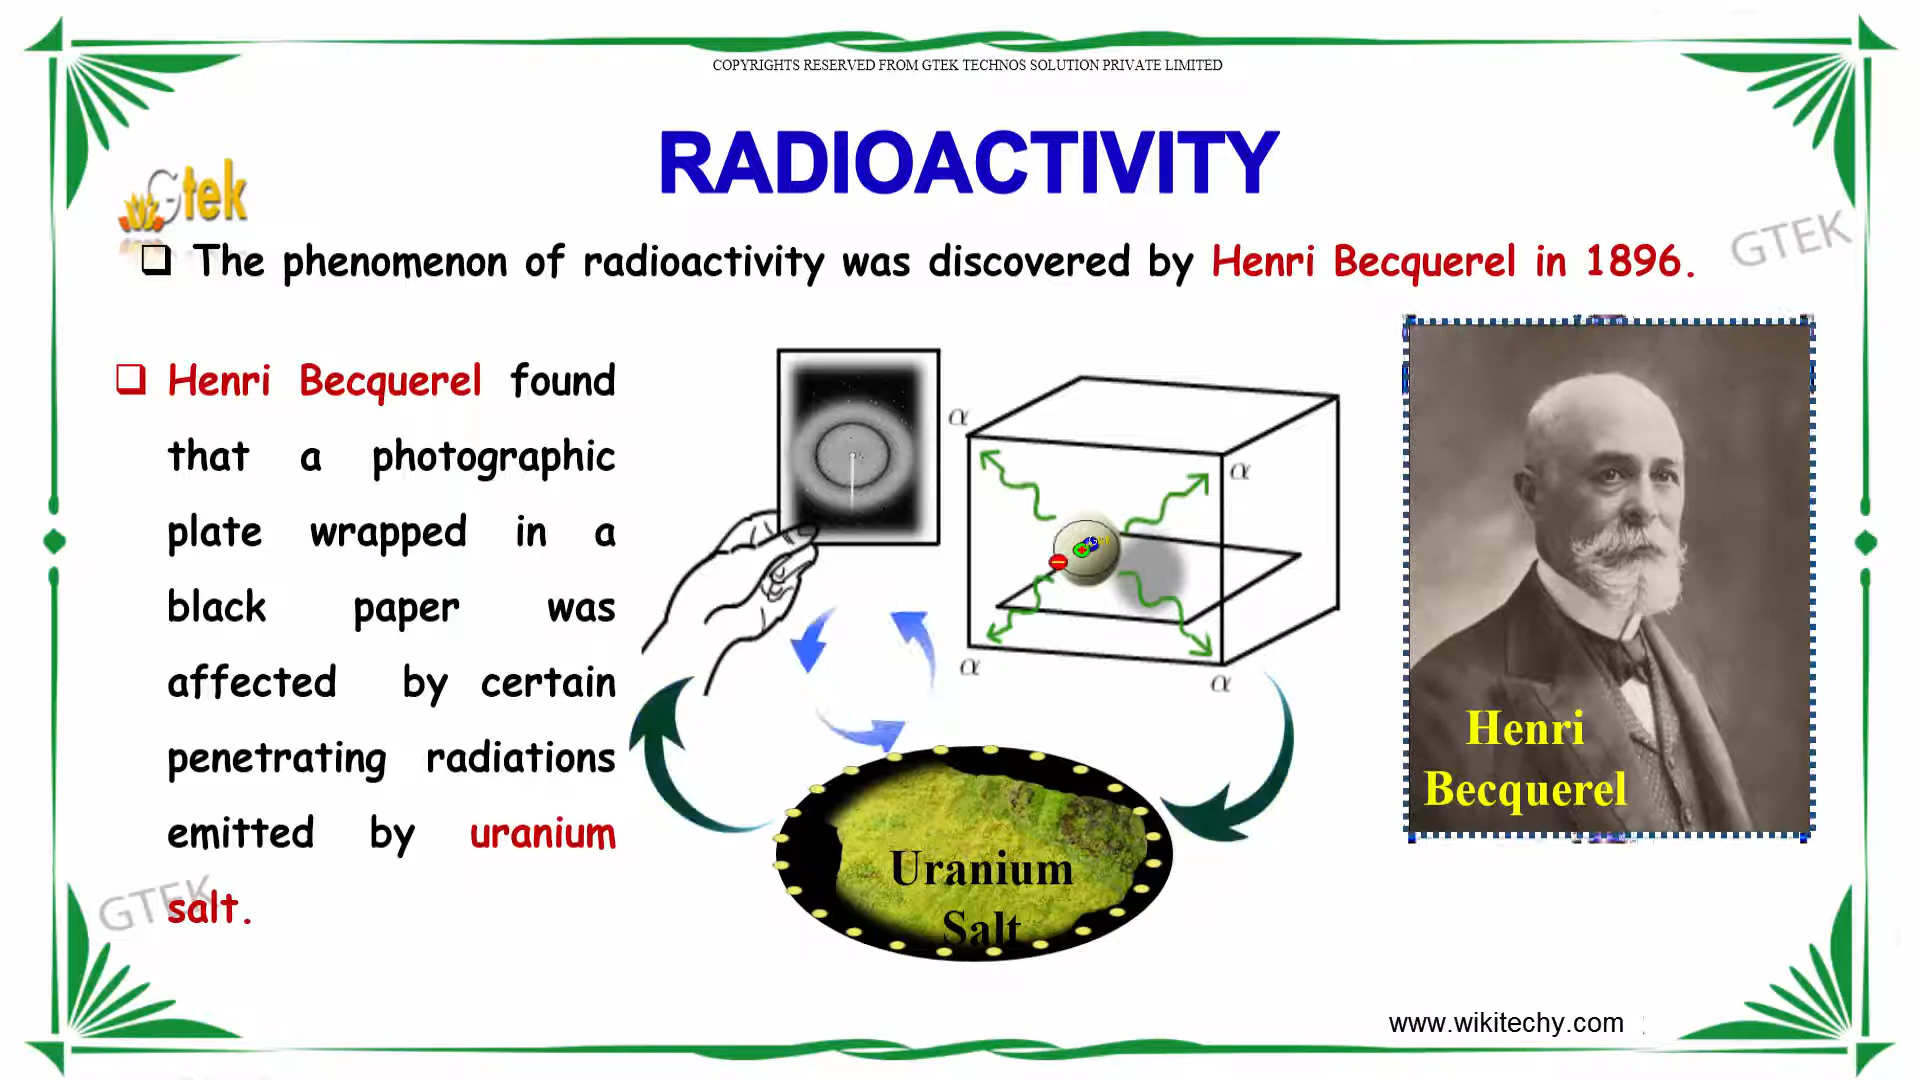 COPYRIGHTS RESERVED FROM GTEK TECHNOS SOLUTION PRIVATE LIMITED
RADIOACTIVITY
Gtek
The phenomenon of radioactivity was discovered by Henri Becquerel in 1896.
GTEK
Henri Becquerel found
that a photographic
plate wrapped in a
black paper was
affected by certain
penetrating radiations
emitted by uranium
salt.
GTEK
α
α
α
α
Henri
Becquerel
Uranium
Salt
www.wikitechy.com